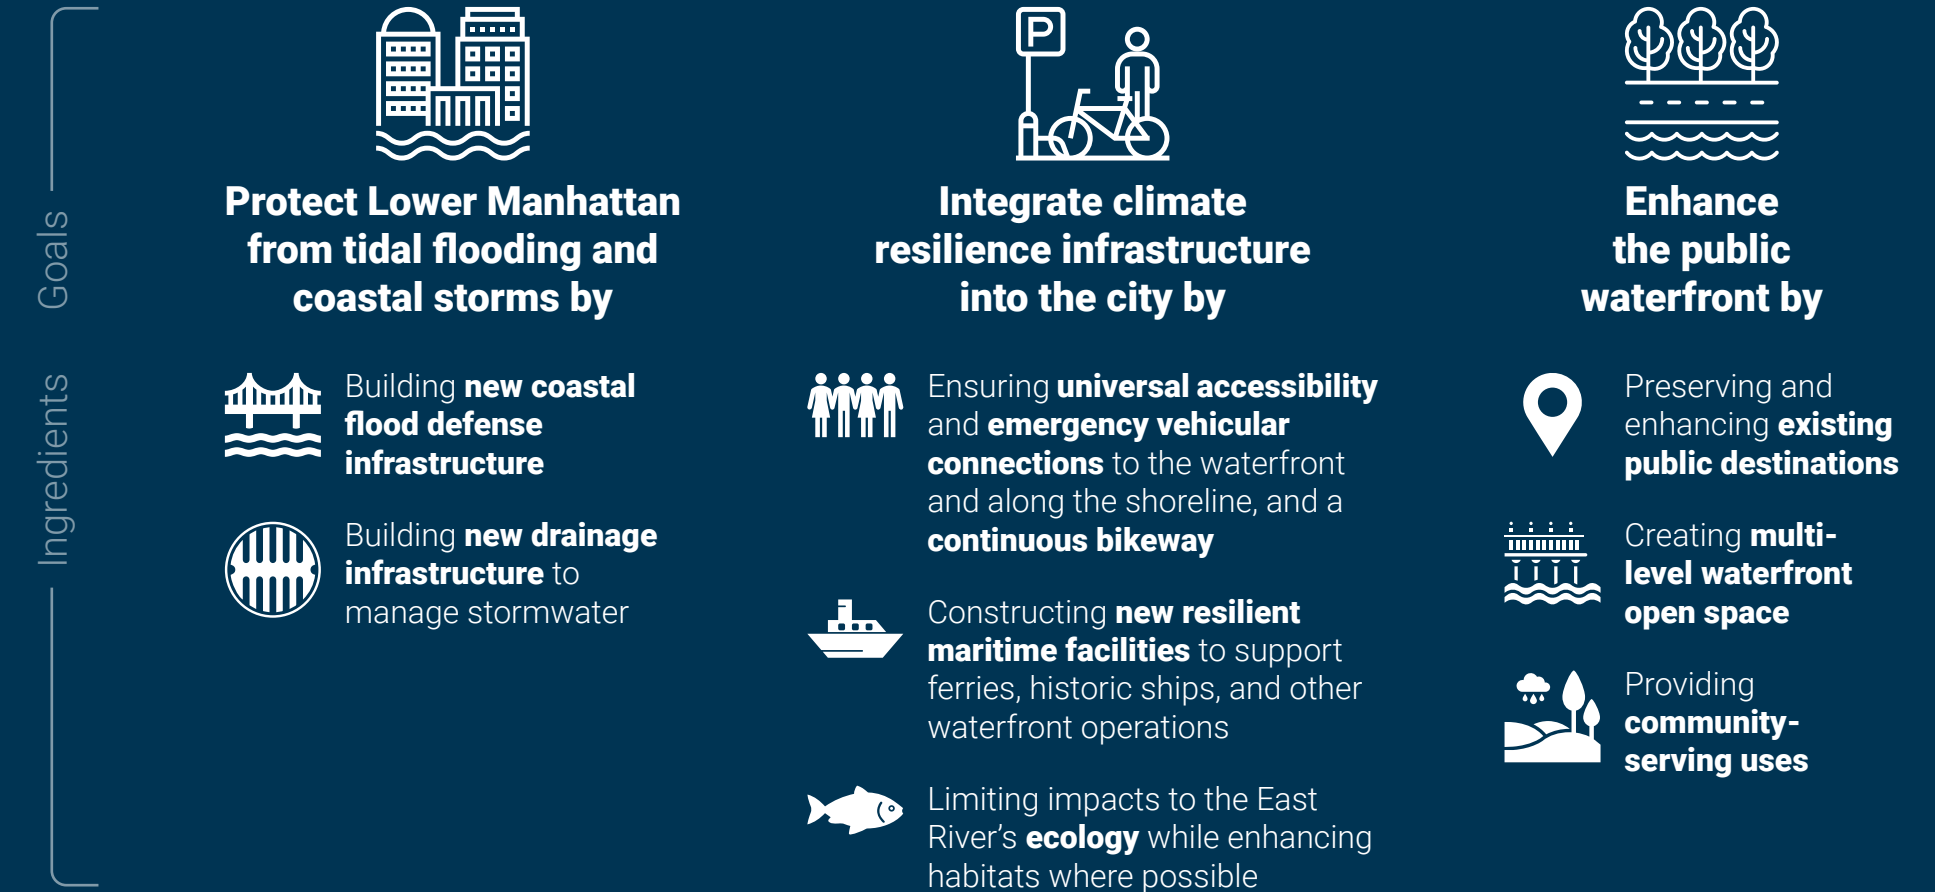 Goals
Ingredients
P
Protect Lower Manhattan
from tidal flooding and
coastal storms by
Building new coastal
flood defense
infrastructure
Building new drainage
infrastructure to
manage stormwater
Integrate climate
resilience infrastructure
into the city by
Ensuring universal accessibility
and emergency vehicular
connections to the waterfront
and along the shoreline, and a
continuous bikeway
Constructing new resilient
maritime facilities to support
ferries, historic ships, and other
waterfront operations
Limiting impacts to the East
River’s ecology while enhancing
habitats where possible
Enhance
the public
waterfront by
Preserving and
enhancing existing
public destinations
Creating multi-
level waterfront
open space
Providing
community-
serving uses